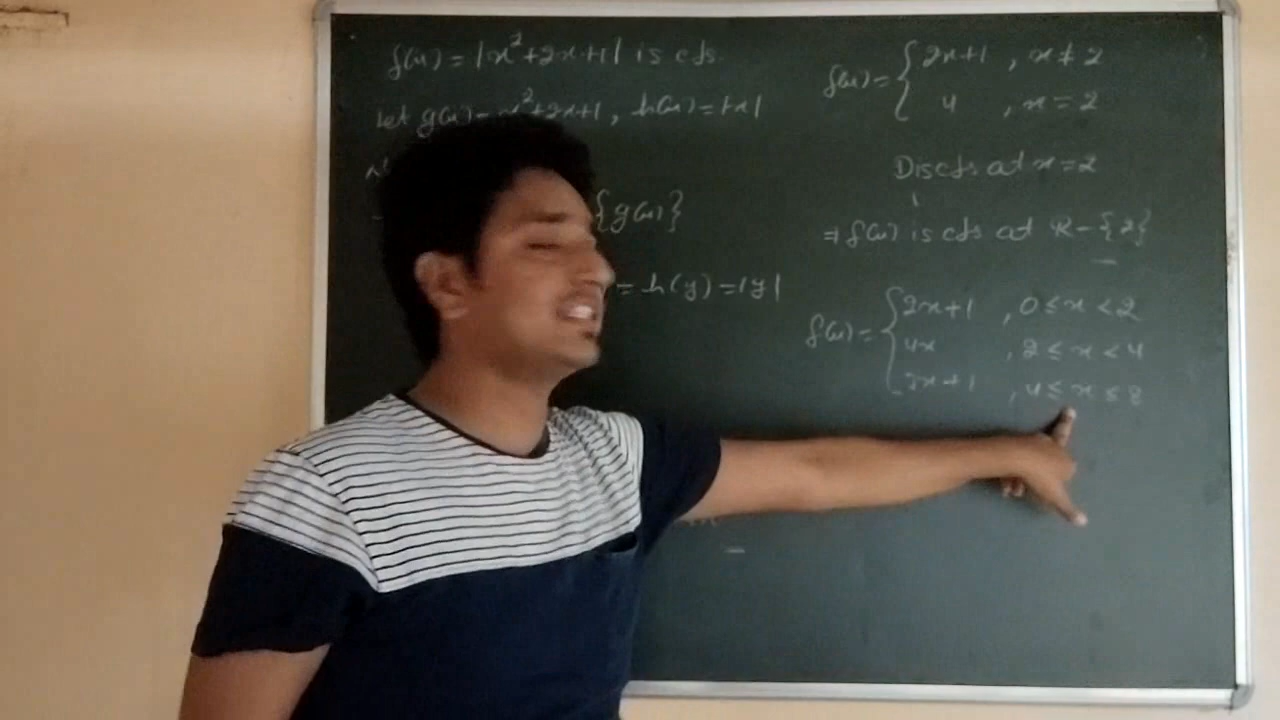 f(x) = |x²+2x+1| is cts.
Let g(x) = x²+2x+1, h(x) = |x|
{g(x)}
= h(y) = |y|
f(x) = { 2x+1 , x ≠ 2
4 , x = 2
Discts at x = 2
⇒ f(x) is cts at R - {2}
f(x) = { 2x+1 , 0 ≤ x < 2
4x , 2 ≤ x < 4
3x+1 , 4 ≤ x ≤ 8